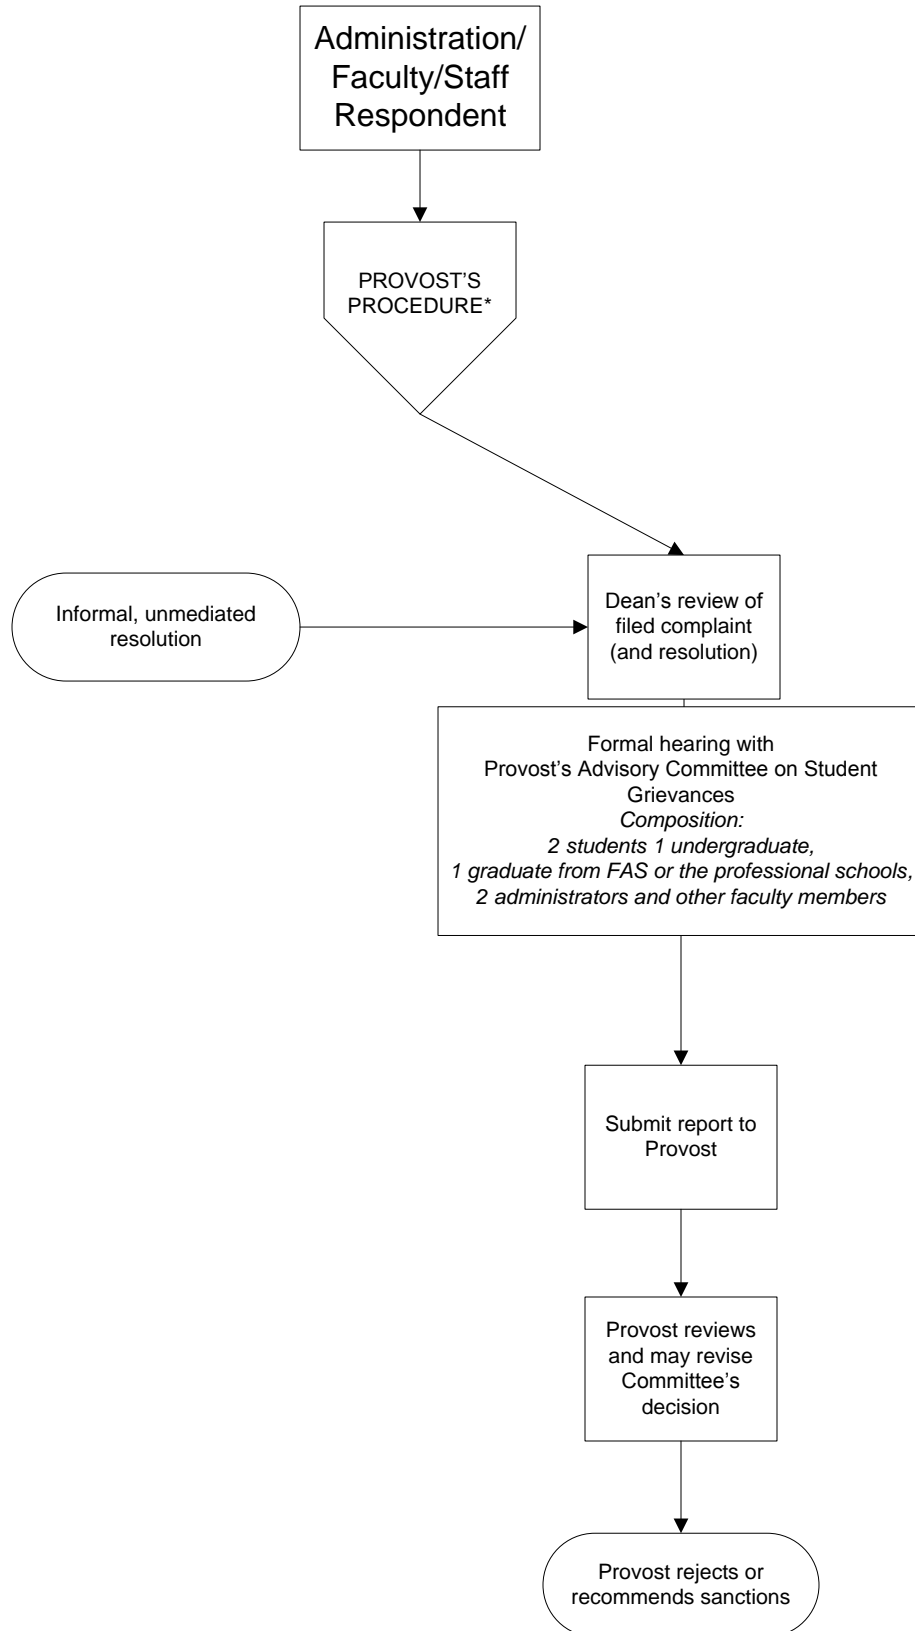 Administration/
Faculty/Staff
Respondent
PROVOST’S
PROCEDURE*
Informal, unmediated
resolution
Dean’s review of
filed complaint
(and resolution)
Formal hearing with
Provost’s Advisory Committee on Student
Grievances
Composition:
2 students 1 undergraduate,
1 graduate from FAS or the professional schools,
2 administrators and other faculty members
Submit report to
Provost
Provost reviews
and may revise
Committee’s
decision
Provost rejects or
recommends sanctions